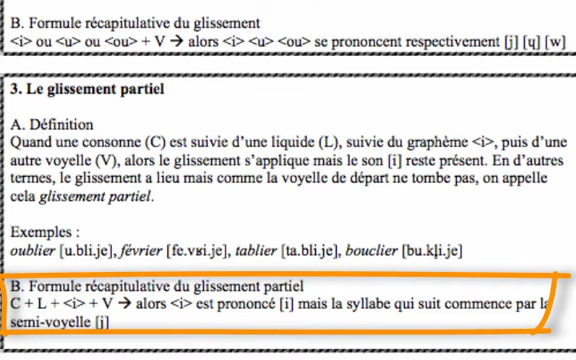 B. Formule récapitulative du glissement
<i> ou <u> ou <ou> + V → alors <i> <u> <ou> se prononcent respectivement [j] [ɥ] [w]
3. Le glissement partiel
A. Définition
Quand une consonne (C) est suivie d'une liquide (L), suivie du graphème <i>, puis d'une
autre voyelle (V), alors le glissement s'applique mais le son [i] reste présent. En d'autres
termes, le glissement a lieu mais comme la voyelle de départ ne tombe pas, on appelle
cela glissement partiel.
Exemples :
oublier [u.bli.je], février [fe.vʁi.je], tablier [ta.bli.je], bouclier [bu.kl̥i.je]
B. Formule récapitulative du glissement partiel
C + L + <i> + V → alors <i> est prononcé [i] mais la syllabe qui suit commence par la
semi-voyelle [j]